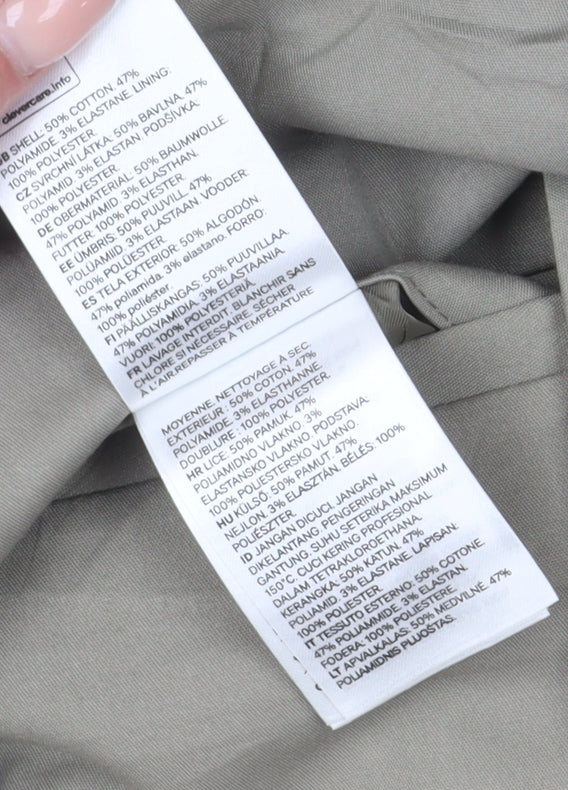 clevercare.info
GB SHELL: 50% COTTON, 47%
POLYAMIDE, 3% ELASTANE. LINING:
100% POLYESTER.
CZ SVRCHNÍ LÁTKA: 50% BAVLNA, 47%
POLYAMID, 3% ELASTAN PODŠÍVKA:
100% POLYESTER
DE OBERMATERIAL: 50% BAUMWOLLE.
47% POLYAMID. 3% ELASTHAN.
FUTTER: 100% POLYESTER
EE ÜMBRIS: 50% PUUVILL, 47%
POLÜAMIID. 3% ELASTAAN. VOODER:
100% POLÜESTER.
ES TELA EXTERIOR: 50% ALGODÓN.
47% poliamida. 3% elastano. FORRO:
100% poliéster.
FI PÄÄLLISKANGAS: 50% PUUVILLAA
47% POLYAMIDIA, 3% ELASTAANIA
VUORI: 100% POLYESTERIA
FR LAVAGE INTERDIT. BLANCHIR SANS
CHLORE SI NÉCESSAIRE. SÉCHER
À L'AIR.REPASSER À TEMPÉRATURE
MOYENNE. NETTOYAGE À SEC.
EXTERIEUR: 50% COTON. 47%
POLYAMIDE. 3% ELASTHANNE.
DOUBLURE: 100% POLYESTER
HR LICE: 50% PAMUK. 47%
POLIAMIDNO VLAKNO. 3%
ELASTANSKO VLAKNO. PODSTAVA:
100% POLIESTERSKO VLAKNO.
HU KÜLSŐ: 50% PAMUT. 47%
NEJLON. 3% ELASZTÁN. BÉLÉS: 100%
POLIÉSZTER
ID JANGAN DICUCI, JANGAN
DIKELANTANG, PENGERINGAN
GANTUNG, SUHU SETERIKA MAKSIMUM
150°C, CUCI KERING PROFESIONAL
DALAM TETRAKLOROETHANA.
KERANGKA: 50% KATUN. 47%
POLIAMID. 3% ELASTANE. LAPISAN:
100% POLIESTER
IT TESSUTO ESTERNO: 50% COTONE
47% POLIAMMIDE, 3% ELASTAN.
FODERA: 100% POLIESTERE
LT APVALKALAS: 50% MEDVILNĖ, 47%
POLIAMIDINIS PLUOŠTAS.